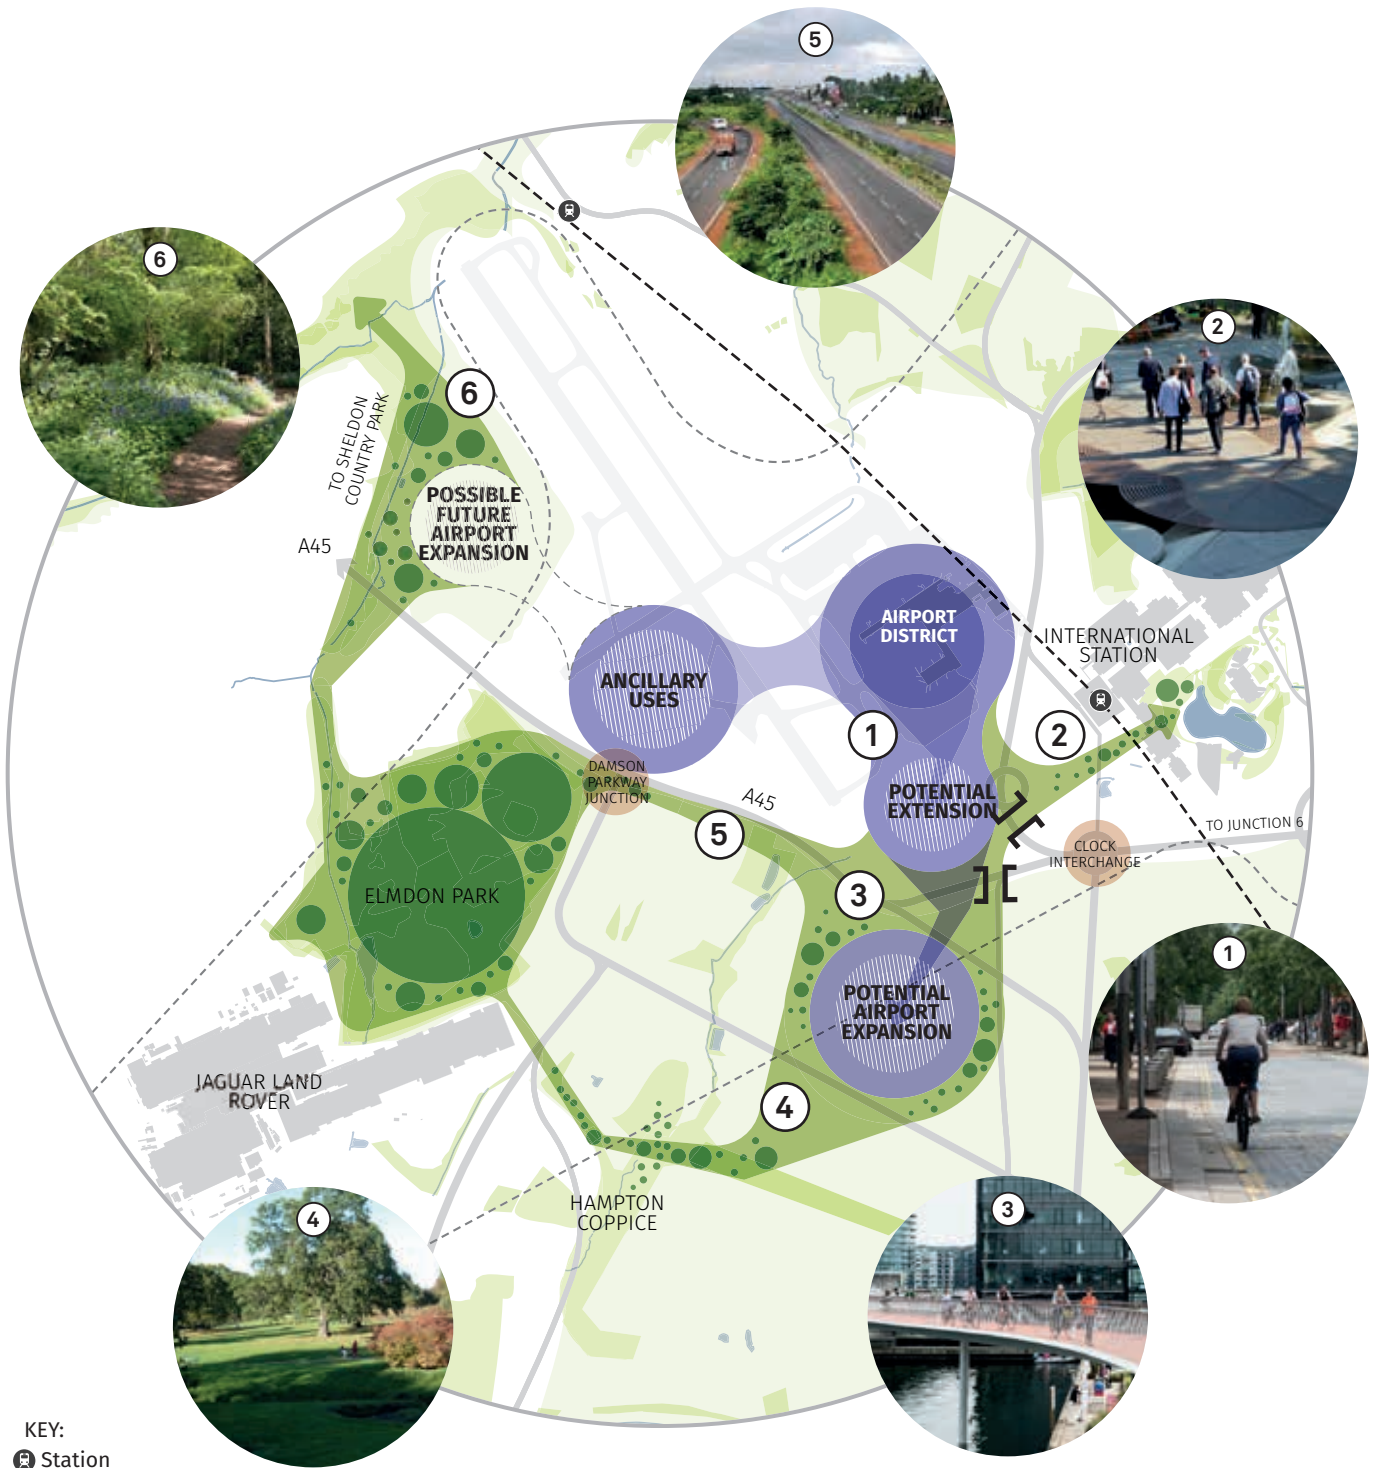 5
6
2
6
TO SHELDON
COUNTRY PARK
POSSIBLE
FUTURE
AIRPORT
EXPANSION
A45
AIRPORT
DISTRICT
INTERNATIONAL
STATION
ANCILLARY
USES
1
2
DAMSON
PARKWAY
JUNCTION
A45
POTENTIAL
EXTENSION
5
TO JUNCTION 6
CLOCK
INTERCHANGE
ELMDON PARK
3
1
POTENTIAL
AIRPORT
EXPANSION
JAGUAR LAND
ROVER
4
HAMPTON
COPPICE
4
3
KEY:
Station